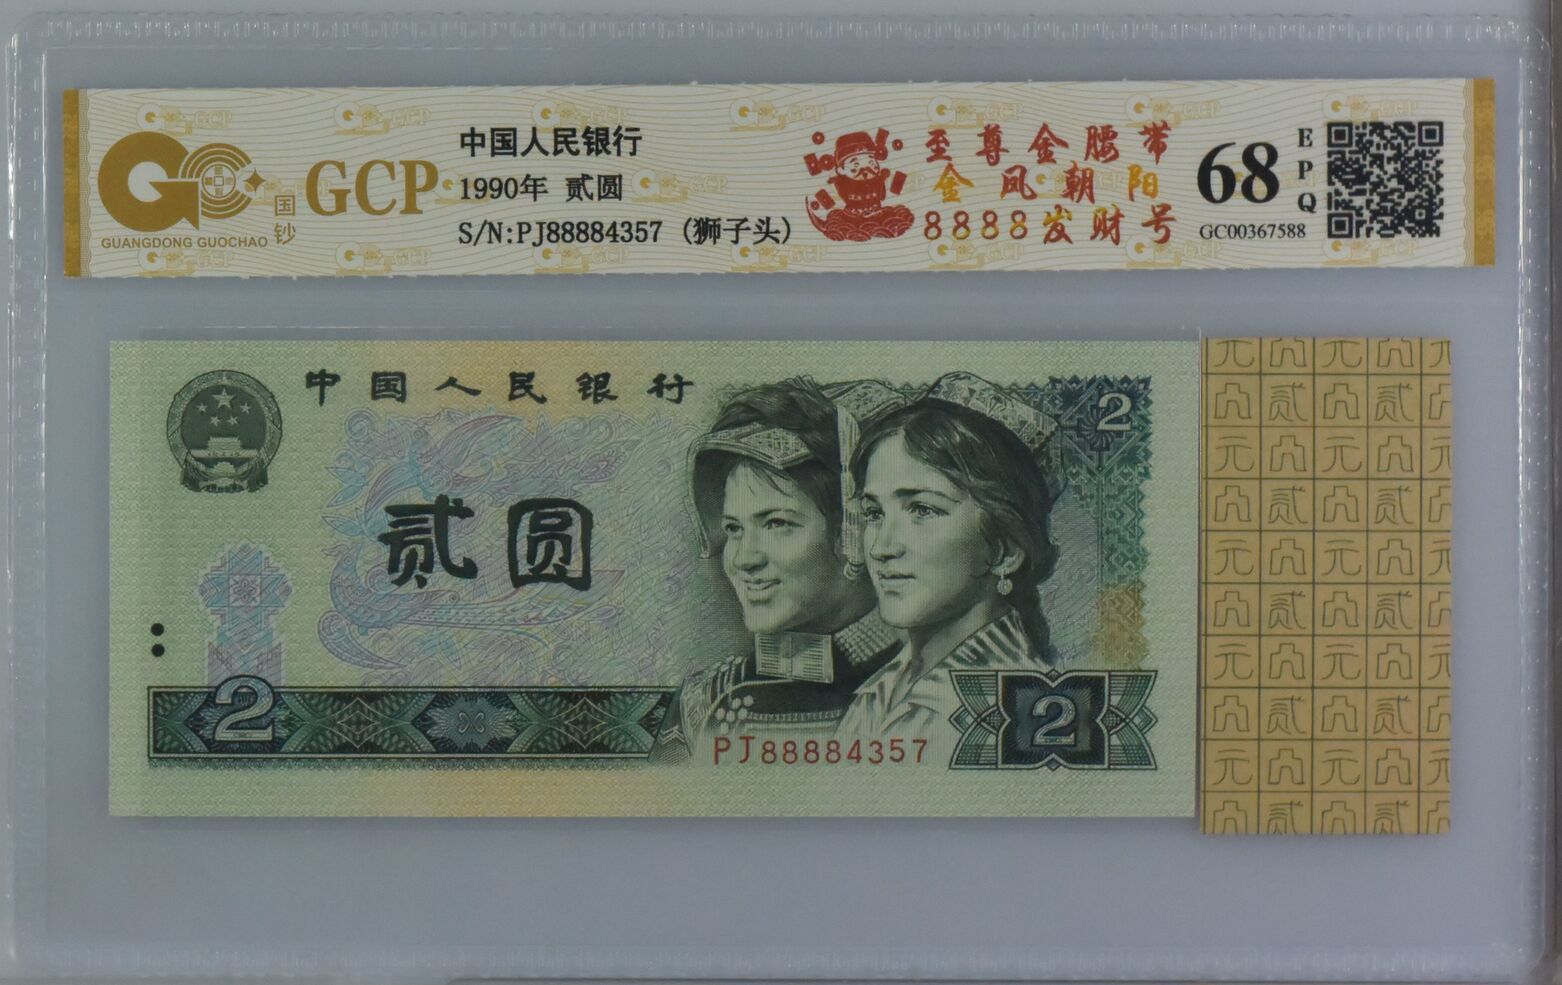 中国人民银行
1990年 贰圆
S/N:PJ88884357 (狮子头)
GUANGDONG GUOCHAO
国钞
GCP
至尊金腰带
金凤朝阳
8888发财号
68
EPQ
GC00367588
中国人民银行
2
贰圆
2
2
PJ88884357